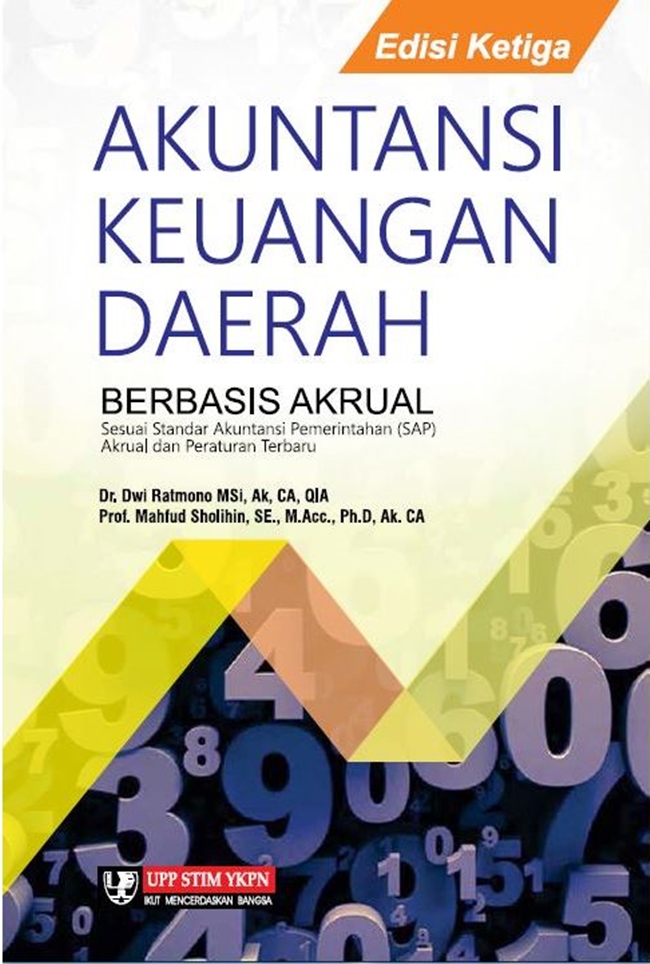 Edisi Ketiga
AKUNTANSI
KEUANGAN
DAERAH
BERBASIS AKRUAL
Sesuai Standar Akuntansi Pemerintahan (SAP)
Akrual dan Peraturan Terbaru
Dr. Dwi Ratmono MSi, Ak, CA, QIA
Prof. Mahfud Sholihin, SE., M.Acc., Ph.D, Ak. CA
UPP STIM YKPN
IKUT MENCERDASKAN BANGSA